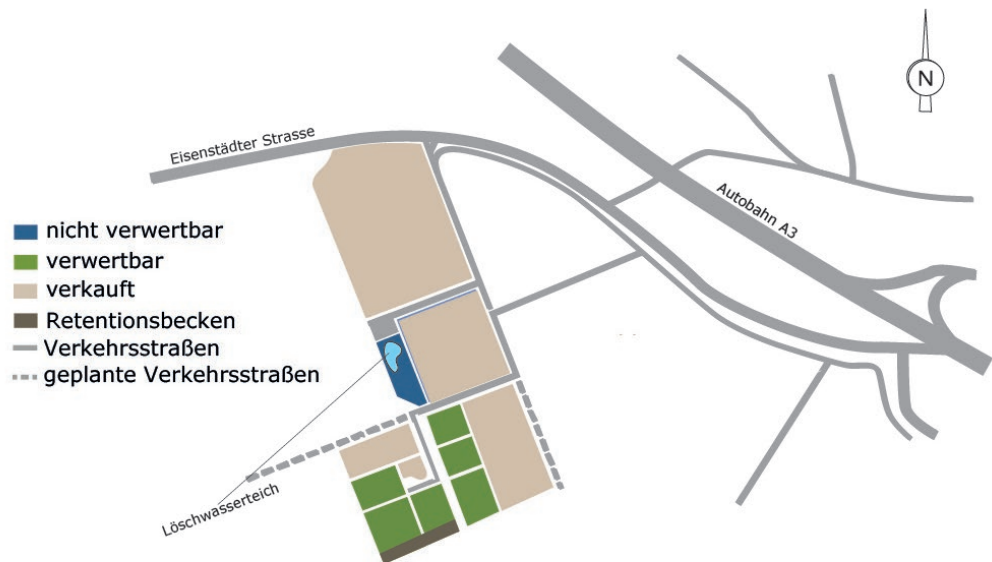 N
Eisenstädter Strasse
Autobahn A3
nicht verwertbar
verwertbar
verkauft
Retentionsbecken
Verkehrsstraßen
geplante Verkehrsstraßen
Löschwasserteich